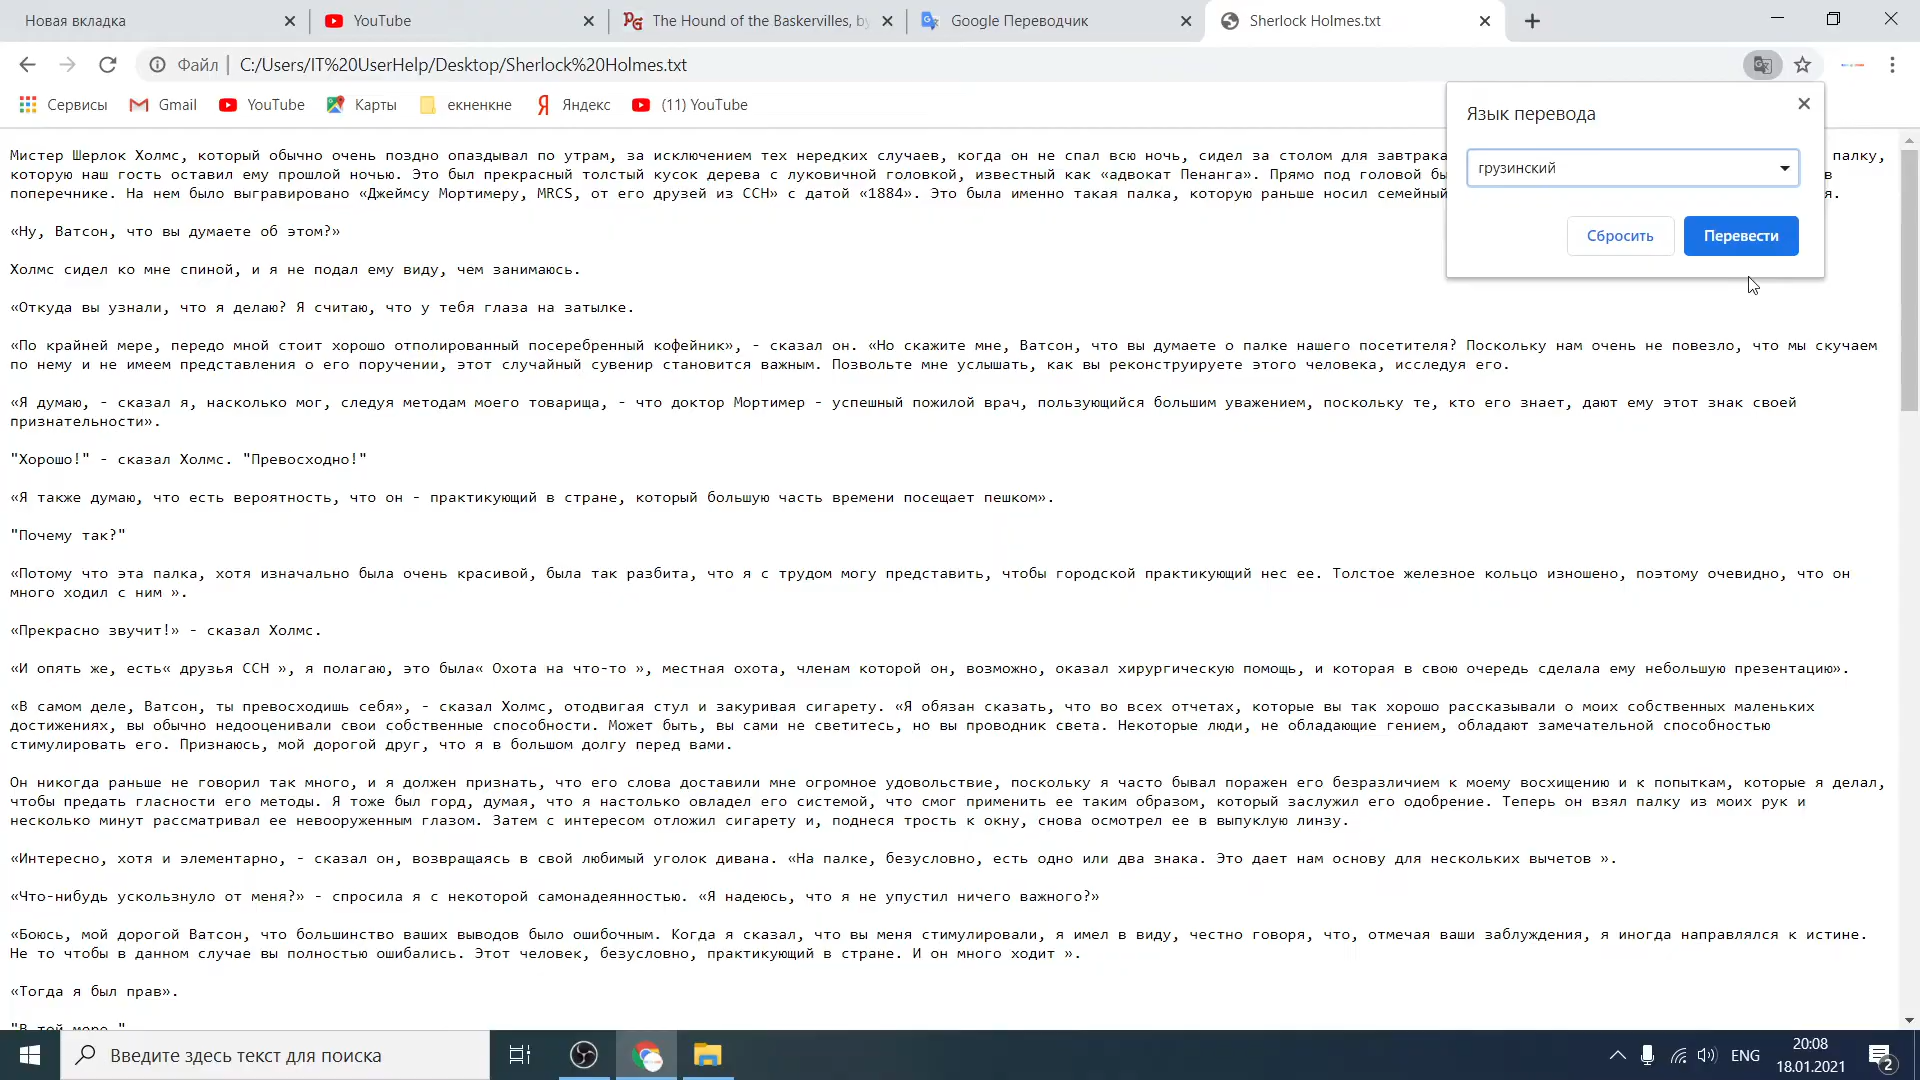 Новая вкладка
YouTube
The Hound of the Baskervilles, by
Google Переводчик
Sherlock Holmes.txt
Файл
C:/Users/IT%20UserHelp/Desktop/Sherlock%20Holmes.txt
Сервисы
Gmail
YouTube
Карты
екненкне
Яндекс
(11) YouTube
Язык перевода
грузинский
Сбросить
Перевести
Мистер Шерлок Холмс, который обычно очень поздно опаздывал по утрам, за исключением тех нередких случаев, когда он не спал всю ночь, сидел за столом для завтрака палку,
которую наш гость оставил ему прошлой ночью. Это был прекрасный толстый кусок дерева с луковичной головкой, известный как «адвокат Пенанга». Прямо под головой в
поперечнике. На нем было выгравировано «Джеймсу Мортимеру, MRCS, от его друзей из CCH» с датой «1884». Это была именно такая палка, которую раньше носил семейный
«Ну, Ватсон, что вы думаете об этом?»
Холмс сидел ко мне спиной, и я не подал ему виду, чем занимаюсь.
«Откуда вы узнали, что я делаю? Я считаю, что у тебя глаза на затылке.
«По крайней мере, передо мной стоит хорошо отполированный посеребренный кофейник», - сказал он. «Но скажите мне, Ватсон, что вы думаете о палке нашего посетителя? Поскольку нам очень не повезло, что мы скучаем
по нему и не имеем представления о его поручении, этот случайный сувенир становится важным. Позвольте мне услышать, как вы реконструируете этого человека, исследуя его.
«Я думаю, - сказал я, насколько мог, следуя методам моего товарища, - что доктор Мортимер - успешный пожилой врач, пользующийся большим уважением, поскольку те, кто его знает, дают ему этот знак своей
признательности».
"Хорошо!" - сказал Холмс. "Превосходно!"
«Я также думаю, что есть вероятность, что он - практикующий в стране, который большую часть времени посещает пешком».
"Почему так?"
«Потому что эта палка, хотя изначально была очень красивой, была так разбита, что я с трудом могу представить, чтобы городской практикующий нес ее. Толстое железное кольцо изношено, поэтому очевидно, что он
много ходил с ним ».
«Прекрасно звучит!» - сказал Холмс.
«И опять же, есть« друзья CCH », я полагаю, это была« Охота на что-то », местная охота, членам которой он, возможно, оказал хирургическую помощь, и которая в свою очередь сделала ему небольшую презентацию».
«В самом деле, Ватсон, ты превосходишь себя», - сказал Холмс, отодвигая стул и закуривая сигарету. «Я обязан сказать, что во всех отчетах, которые вы так хорошо рассказывали о моих собственных маленьких
достижениях, вы обычно недооценивали свои собственные способности. Может быть, вы сами не светитесь, но вы проводник света. Некоторые люди, не обладающие гением, обладают замечательной способностью
стимулировать его. Признаюсь, мой дорогой друг, что я в большом долгу перед вами.
Он никогда раньше не говорил так много, и я должен признать, что его слова доставили мне огромное удовольствие, поскольку я часто бывал поражен его безразличием к моему восхищению и к попыткам, которые я делал,
чтобы предать гласности его методы. Я тоже был горд, думая, что я настолько овладел его системой, что смог применить ее таким образом, который заслужил его одобрение. Теперь он взял палку из моих рук и
несколько минут рассматривал ее невооруженным глазом. Затем с интересом отложил сигарету и, поднеся трость к окну, снова осмотрел ее в выпуклую линзу.
«Интересно, хотя и элементарно, - сказал он, возвращаясь в свой любимый уголок дивана. «На палке, безусловно, есть одно или два знака. Это дает нам основу для нескольких вычетов ».
«Что-нибудь ускользнуло от меня?» - спросила я с некоторой самонадеянностью. «Я надеюсь, что я не упустил ничего важного?»
«Боюсь, мой дорогой Ватсон, что большинство ваших выводов было ошибочным. Когда я сказал, что вы меня стимулировали, я имел в виду, честно говоря, что, отмечая ваши заблуждения, я иногда направлялся к истине.
Не то чтобы в данном случае вы полностью ошибались. Этот человек, безусловно, практикующий в стране. И он много ходит ».
«Тогда я был прав».
"В той мере."
Введите здесь текст для поиска
ENG
20:08
18.01.2021
2